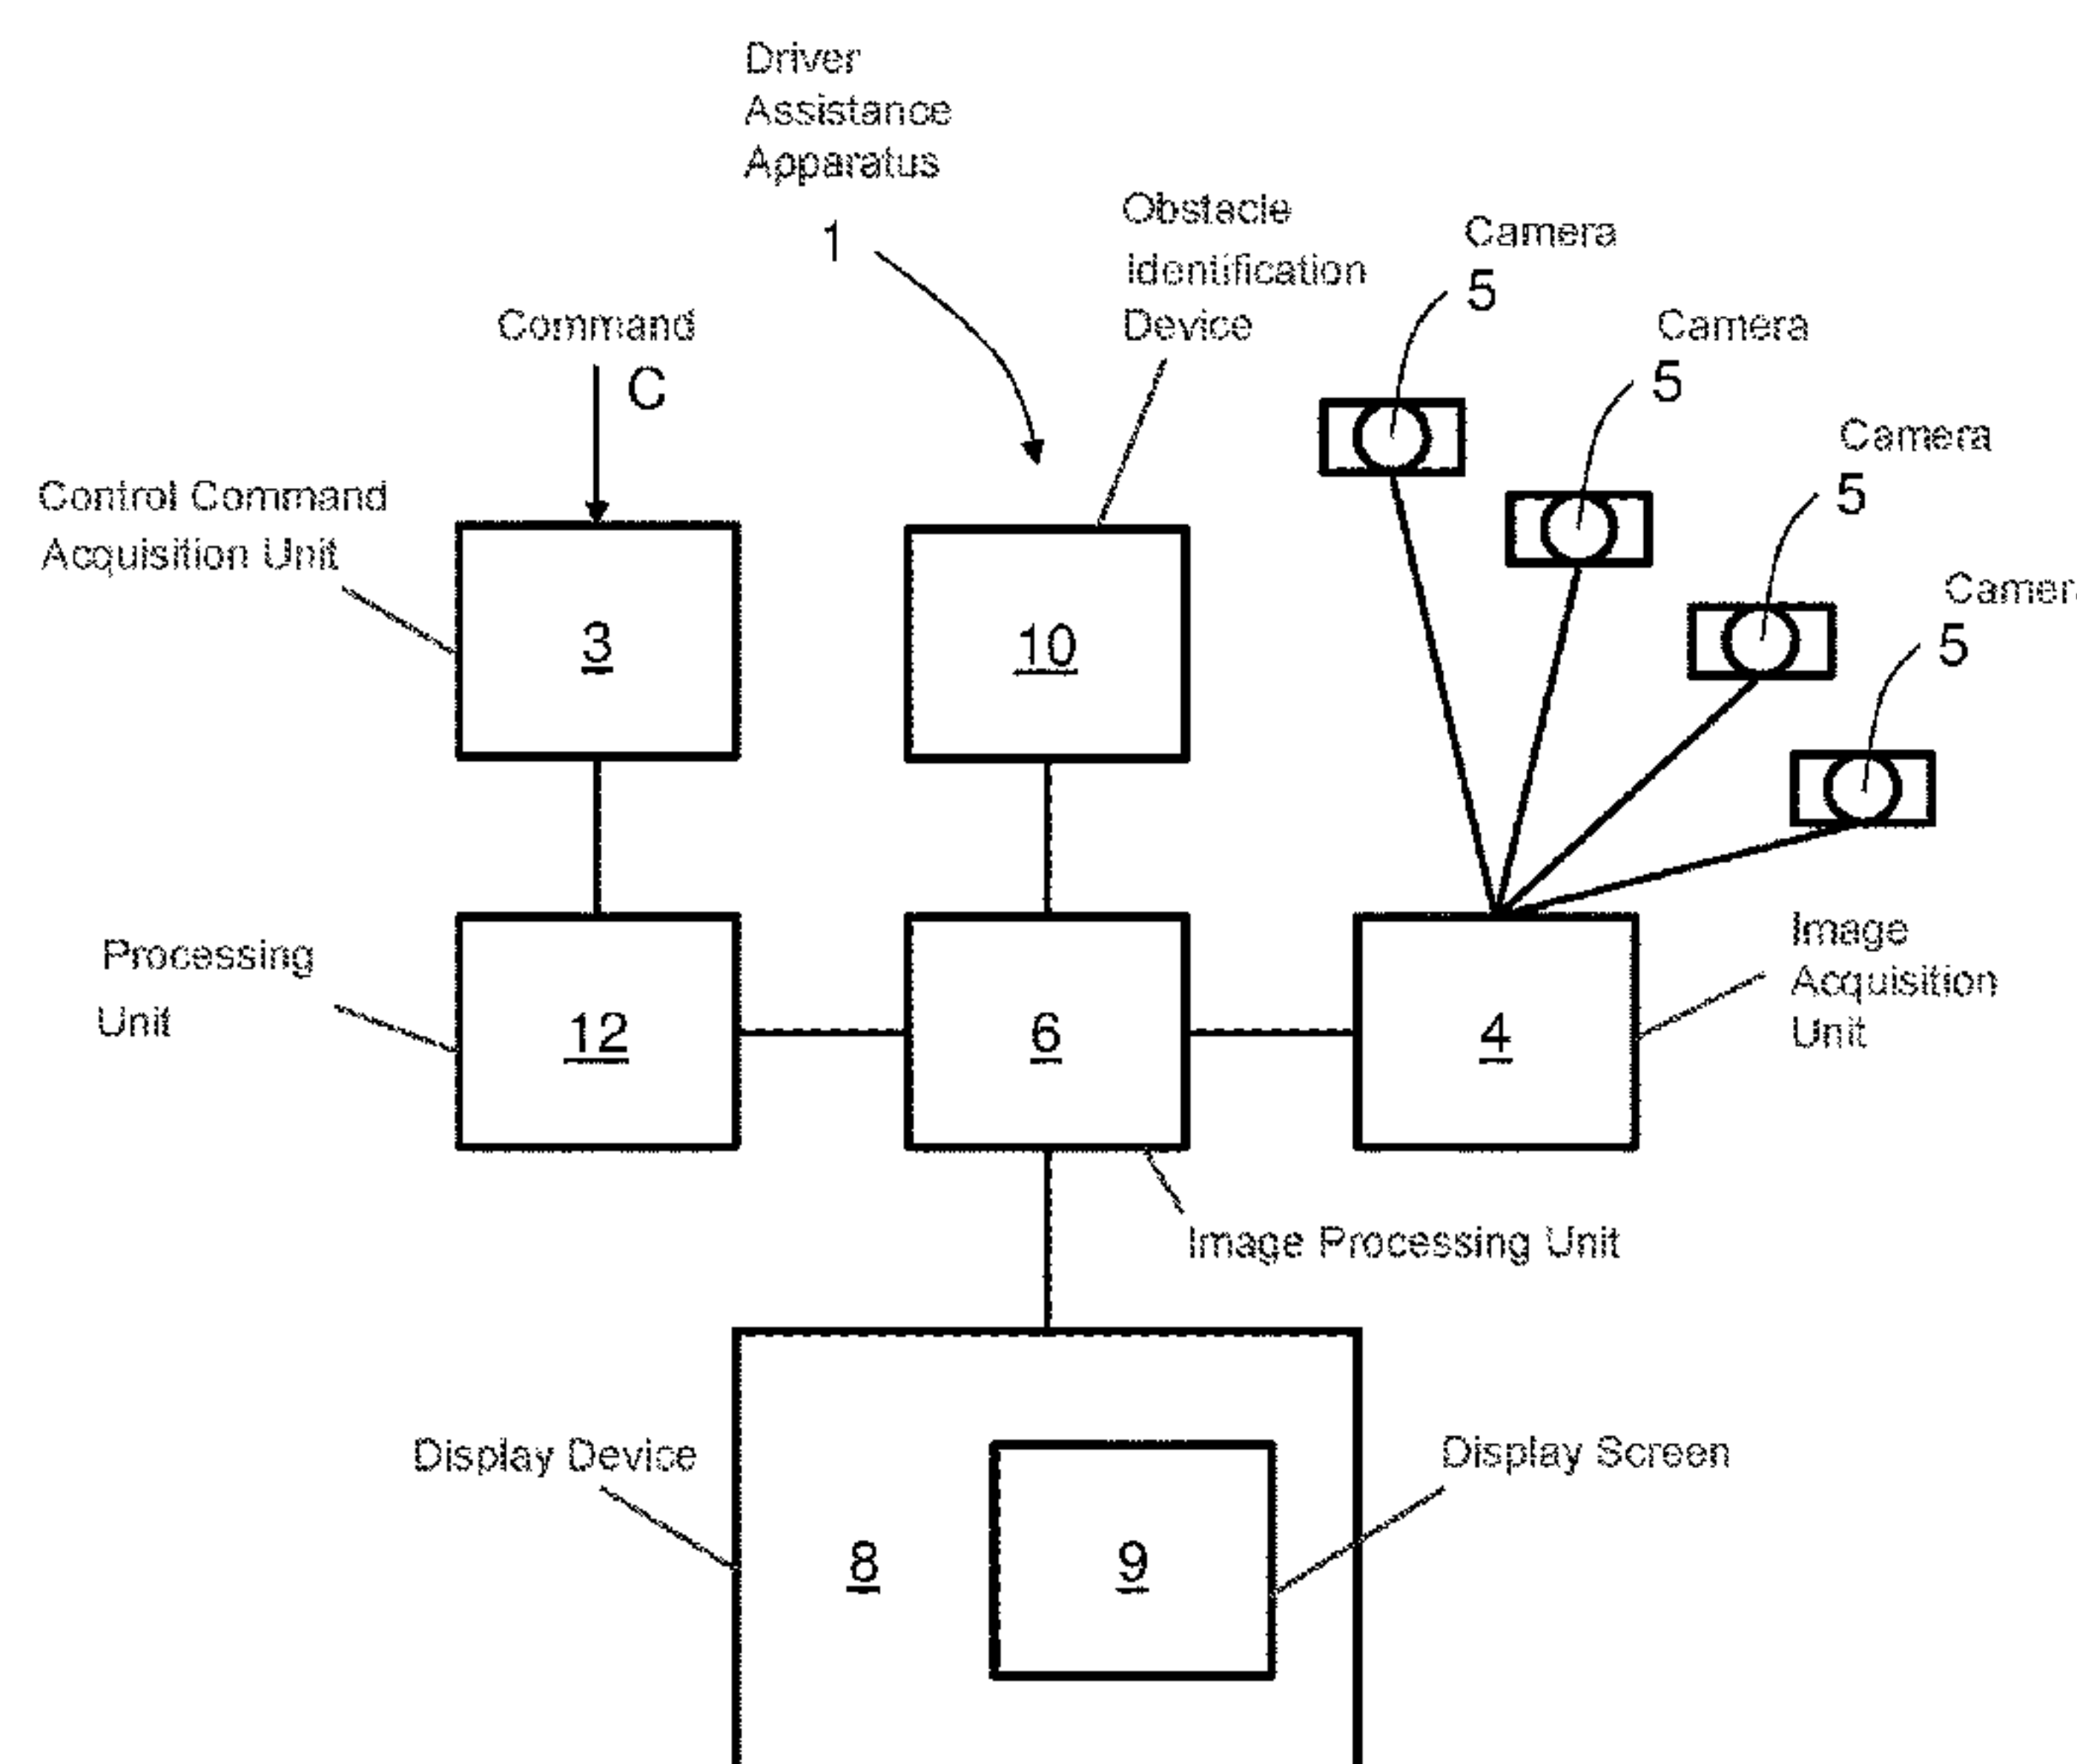 Driver
Assistance
Apparatus
1
Obstacle
Identification
Device
Camera
5
Camera
5
Camera
5
Camera
5
Command
C
Control Command
Acquisition Unit
3
10
Processing
Unit
12
6
4
Image
Acquisition
Unit
Image Processing Unit
Display Device
8
9
Display Screen